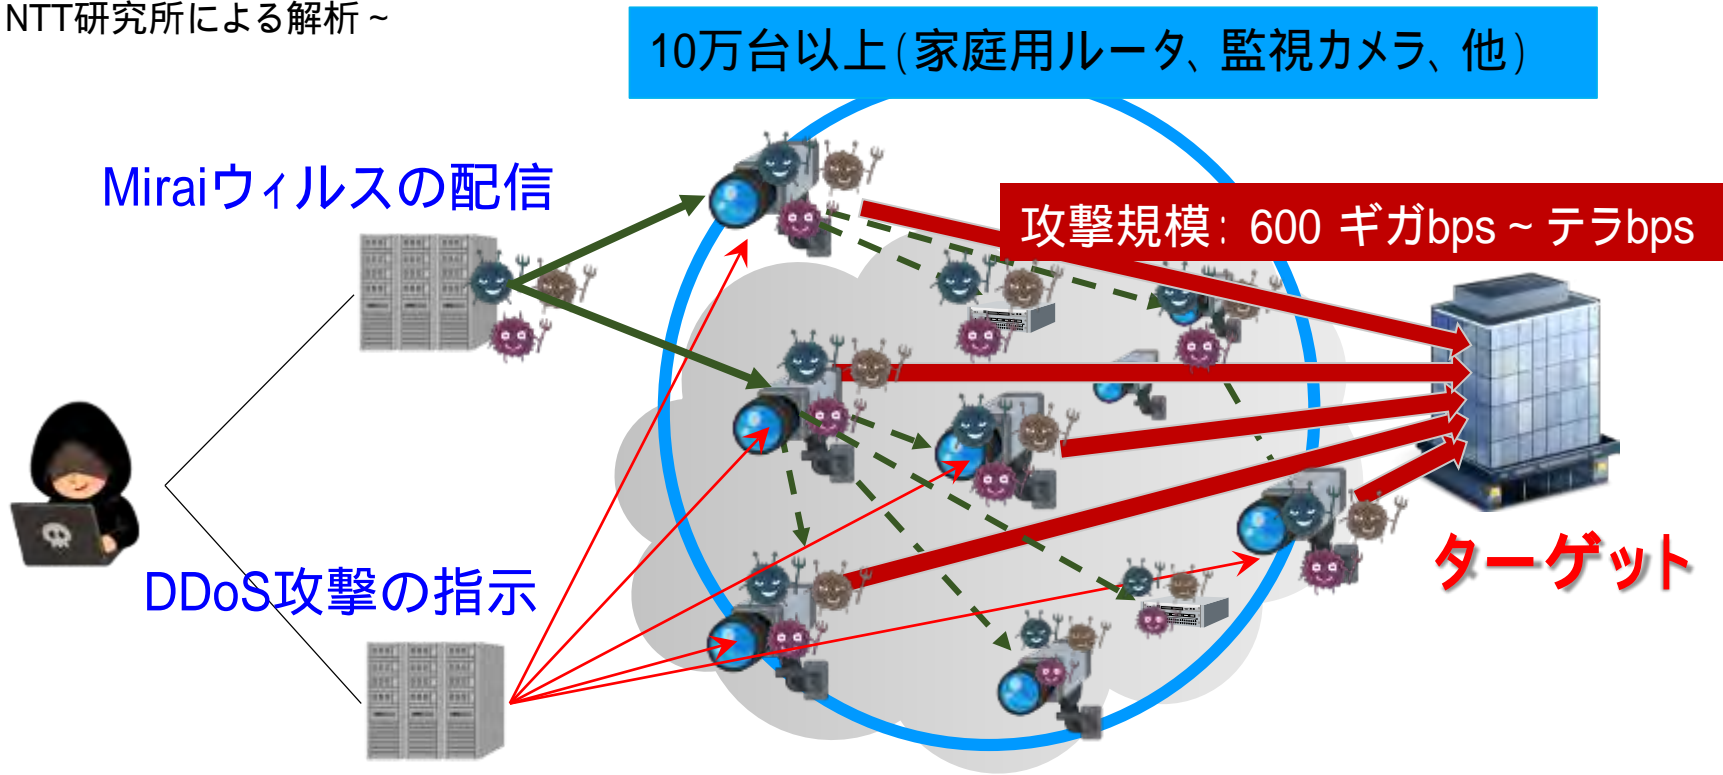 NTT研究所による解析~
10万台以上(家庭用ルータ、監視カメラ、他)
Miraiウィルスの配信
攻撃規模: 600 ギガbps ~ テラbps
ターゲット
DDoS攻撃の指示